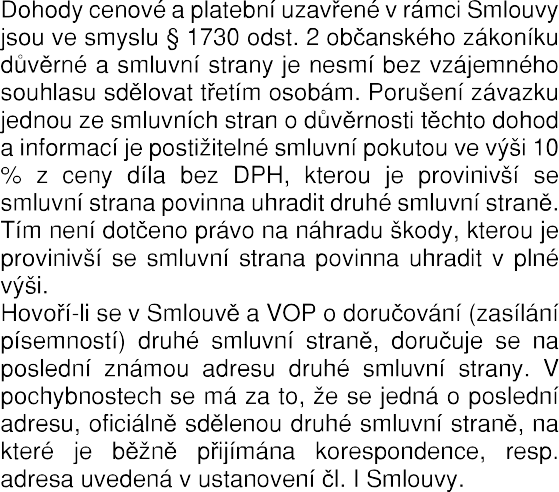 Dohody cenové a platební uzavřené v rámci Smlouvy
jsou ve smyslu § 1730 odst. 2 občanského zákoníku
důvěrné a smluvní strany je nesmí bez vzájemného
souhlasu sdělovat třetím osobám. Porušení závazku
jednou ze smluvních stran o důvěrnosti těchto dohod
a informací je postižitelné smluvní pokutou ve výši 10
% z ceny díla bez DPH, kterou je provinivší se
smluvní strana povinna uhradit druhé smluvní straně.
Tím není dotčeno právo na náhradu škody, kterou je
provinivší se smluvní strana povinna uhradit v plné
výši.
Hovoří-li se v Smlouvě a VOP o doručování (zasílání
písemností) druhé smluvní straně, doručuje se na
poslední známou adresu druhé smluvní strany. V
pochybnostech se má za to, že se jedná o poslední
adresu, oficiálně sdělenou druhé smluvní straně, na
které je běžně přijímána korespondence, resp.
adresa uvedená v ustanovení čl. I Smlouvy.